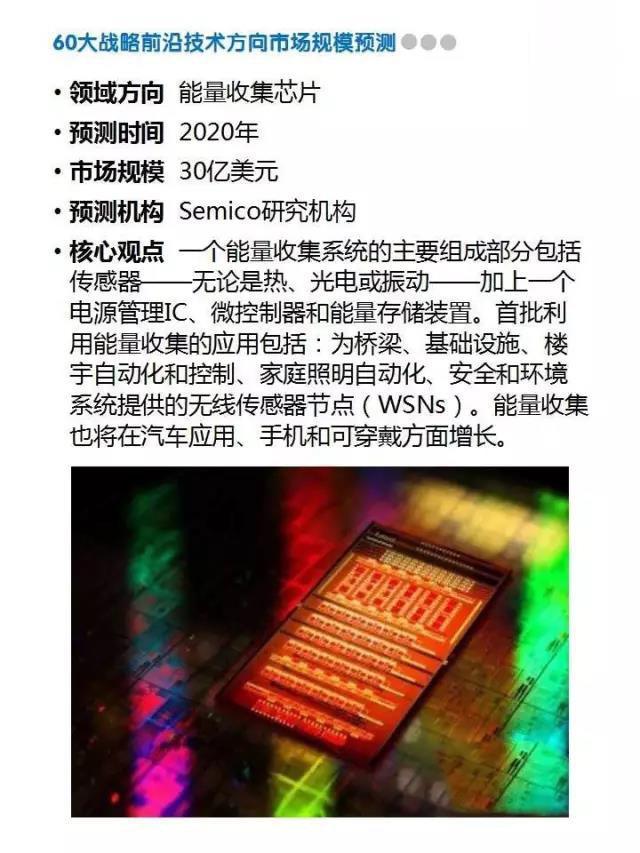 60大战略前沿技术方向市场规模预测
• 领域方向 能量收集芯片
• 预测时间 2020年
• 市场规模 30亿美元
• 预测机构 Semico研究机构
• 核心观点 一个能量收集系统的主要组成部分包括
传感器——无论是热、光电或振动——加上一个
电源管理IC、微控制器和能量存储装置。首批利
用能量收集的应用包括：为桥梁、基础设施、楼
宇自动化和控制、家庭照明自动化、安全和环境
系统提供的无线传感器节点（WSNs）。能量收集
也将在汽车应用、手机和可穿戴方面增长。